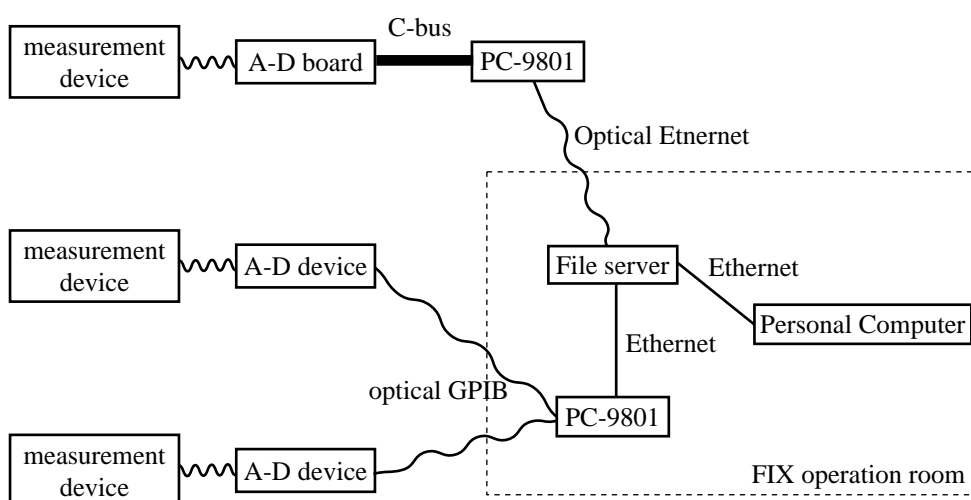 C-bus
measurement
device
A-D board
PC-9801
Optical Etnernet
measurement
device
A-D device
File server
Ethernet
Personal Computer
Ethernet
optical GPIB
PC-9801
measurement
device
A-D device
FIX operation room